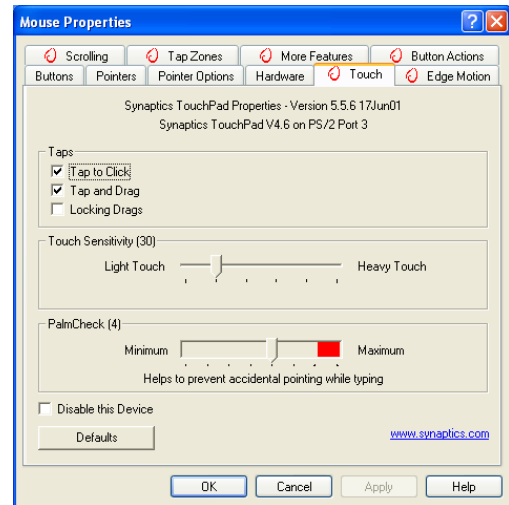 Mouse Properties
Scrolling Tap Zones More Features Button Actions
Buttons Pointers Pointer Options Hardware Touch Edge Motion
Synaptics TouchPad Properties - Version 5.5.6 17Jun01
Synaptics TouchPad V4.6 on PS/2 Port 3
Taps
Tap to Click
Tap and Drag
Locking Drags
Touch Sensitivity (30)
Light Touch Heavy Touch
PalmCheck (4)
Minimum Maximum
Helps to prevent accidental pointing while typing
Disable this Device
Defaults www.synaptics.com
OK Cancel Apply Help